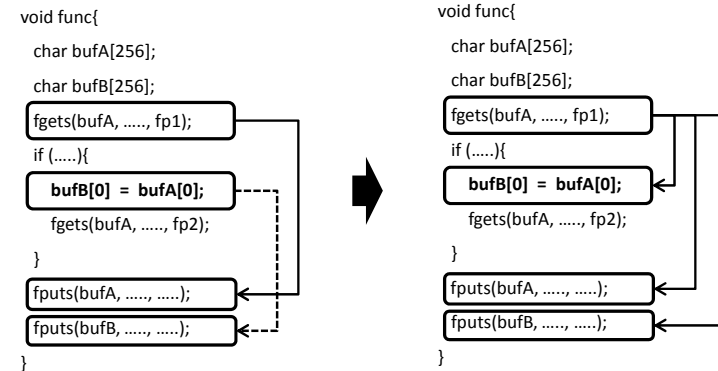 void func{
char bufA[256];
char bufB[256];
fgets(bufA, ....., fp1);
if (.....){
bufB[0] = bufA[0];
fgets(bufA, ....., fp2);
}
fputs(bufA, ....., .....);
fputs(bufB, ....., .....);
}
void func{
char bufA[256];
char bufB[256];
fgets(bufA, ....., fp1);
if (.....){
bufB[0] = bufA[0];
fgets(bufA, ....., fp2);
}
fputs(bufA, ....., .....);
fputs(bufB, ....., .....);
}